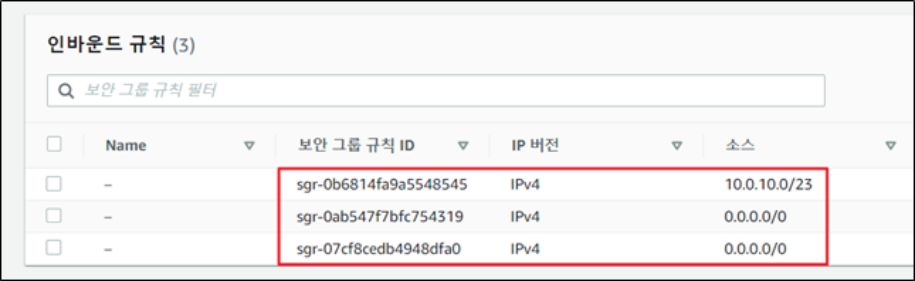 인바운드 규칙 (3)
보안 그룹 규칙 필터
Name 보안 그룹 규칙 ID IP 버전 소스
– sgr-0b6814fa9a5548545 IPv4 10.0.10.0/23
– sgr-0ab547f7bfc754319 IPv4 0.0.0.0/0
– sgr-07cf8cedb4948dfa0 IPv4 0.0.0.0/0